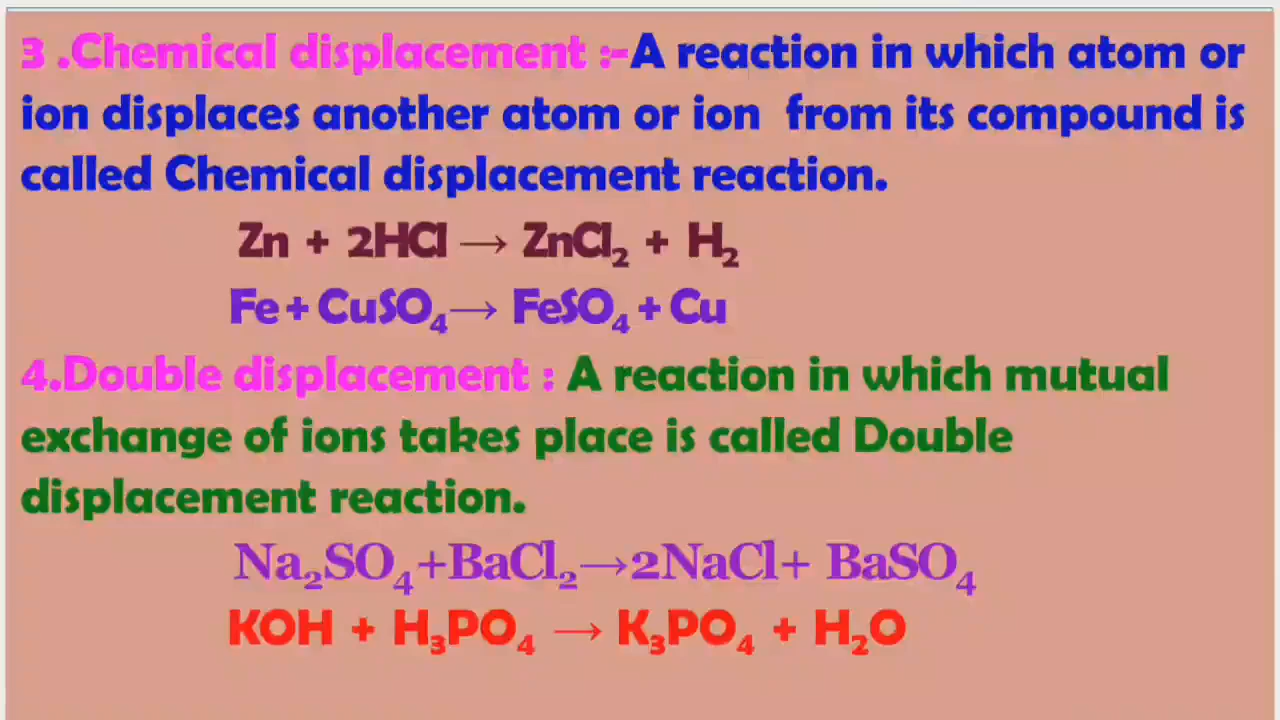 3 .Chemical displacement :-A reaction in which atom or
ion displaces another atom or ion from its compound is
called Chemical displacement reaction.
Zn + 2HCl → ZnCl₂ + H₂
Fe + CuSO₄→ FeSO₄ + Cu
4.Double displacement : A reaction in which mutual
exchange of ions takes place is called Double
displacement reaction.
Na₂SO₄+BaCl₂→2NaCl+ BaSO₄
KOH + H₃PO₄ → K₃PO₄ + H₂O